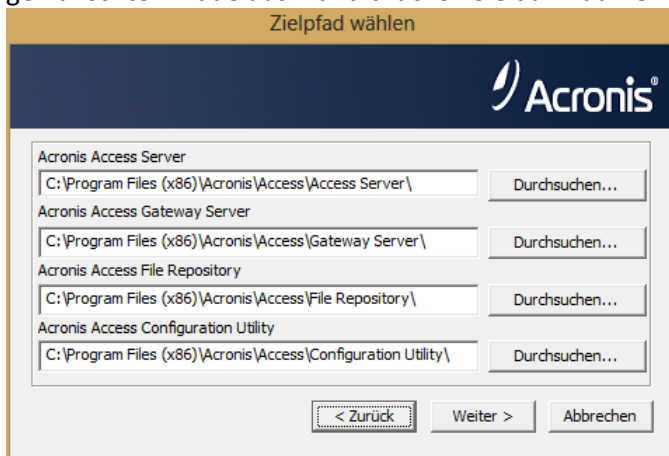 Zielpfad wählen
Acronis®
Acronis Access Server
C:\Program Files (x86)\Acronis\Access\Access Server\
Durchsuchen...
Acronis Access Gateway Server
C:\Program Files (x86)\Acronis\Access\Gateway Server\
Durchsuchen...
Acronis Access File Repository
C:\Program Files (x86)\Acronis\Access\File Repository\
Durchsuchen...
Acronis Access Configuration Utility
C:\Program Files (x86)\Acronis\Access\Configuration Utility\
Durchsuchen...
< Zurück
Weiter >
Abbrechen